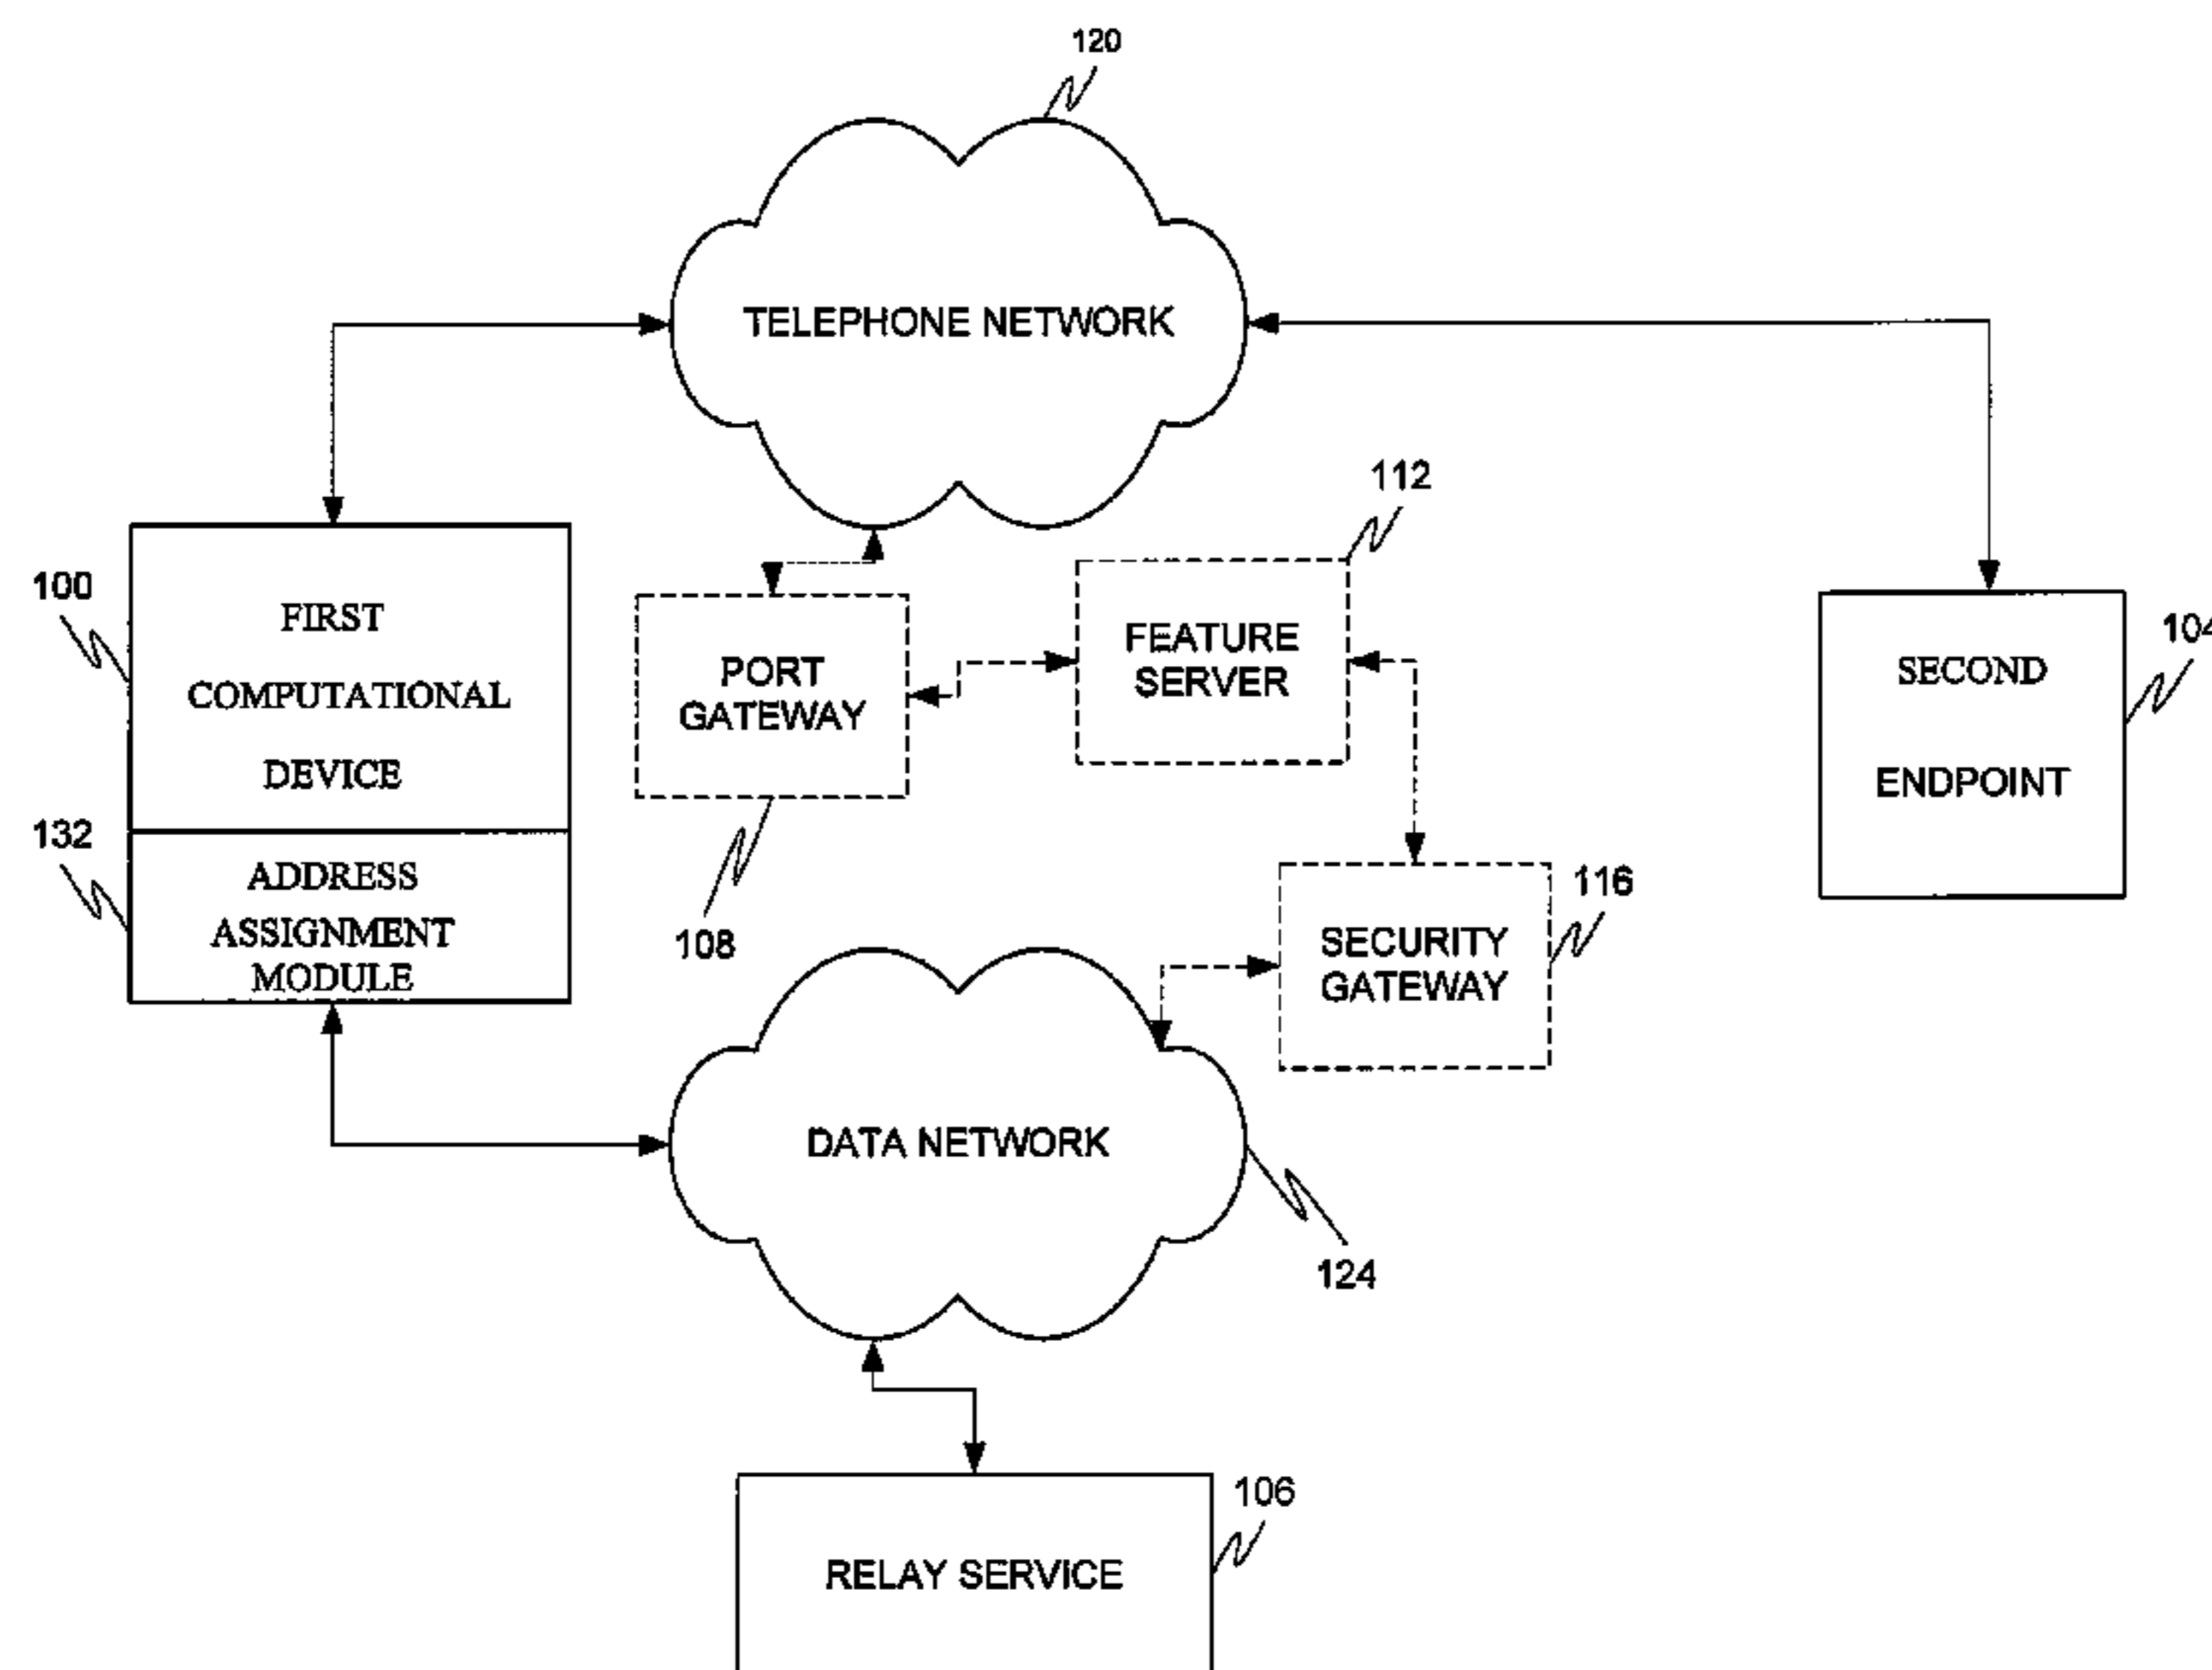 120
TELEPHONE NETWORK
112
100
FIRST
COMPUTATIONAL
DEVICE
PORT
GATEWAY
FEATURE
SERVER
104
SECOND
ENDPOINT
132
ADDRESS
ASSIGNMENT
MODULE
108
116
SECURITY
GATEWAY
DATA NETWORK
124
106
RELAY SERVICE